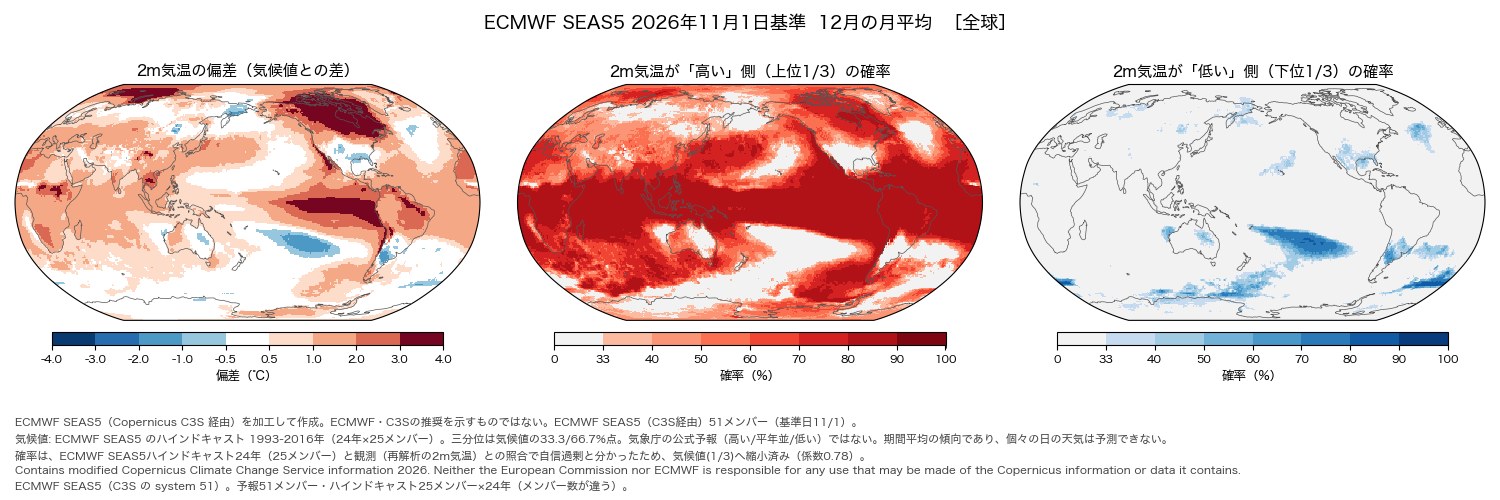 ECMWF SEAS5 2026年11月1日基準 12月の月平均 ［全球］
2m気温の偏差（気候値との差）
2m気温が「高い」側（上位1/3）の確率
2m気温が「低い」側（下位1/3）の確率
-4.0 -3.0 -2.0 -1.0 -0.5 0.5 1.0 2.0 3.0 4.0
偏差（℃）
0 33 40 50 60 70 80 90 100
確率（%）
0 33 40 50 60 70 80 90 100
確率（%）
ECMWF SEAS5（Copernicus C3S 経由）を加工して作成。ECMWF・C3Sの推奨を示すものではない。ECMWF SEAS5（C3S経由）51メンバー（基準日11/1）。
気候値: ECMWF SEAS5 のハインドキャスト 1993-2016年（24年×25メンバー）。三分位は気候値の33.3/66.7%点。気象庁の公式予報（高い/平年並/低い）ではない。期間平均の傾向であり、個々の日の天気は予測できない。
確率は、ECMWF SEAS5ハインドキャスト24年（25メンバー）と観測（再解析の2m気温）との照合で自信過剰と分かったため、気候値(1/3)へ縮小済み（係数0.78）。
Contains modified Copernicus Climate Change Service information 2026. Neither the European Commission nor ECMWF is responsible for any use that may be made of the Copernicus information or data it contains.
ECMWF SEAS5（C3S の system 51）。予報51メンバー・ハインドキャスト25メンバー×24年（メンバー数が違う）。